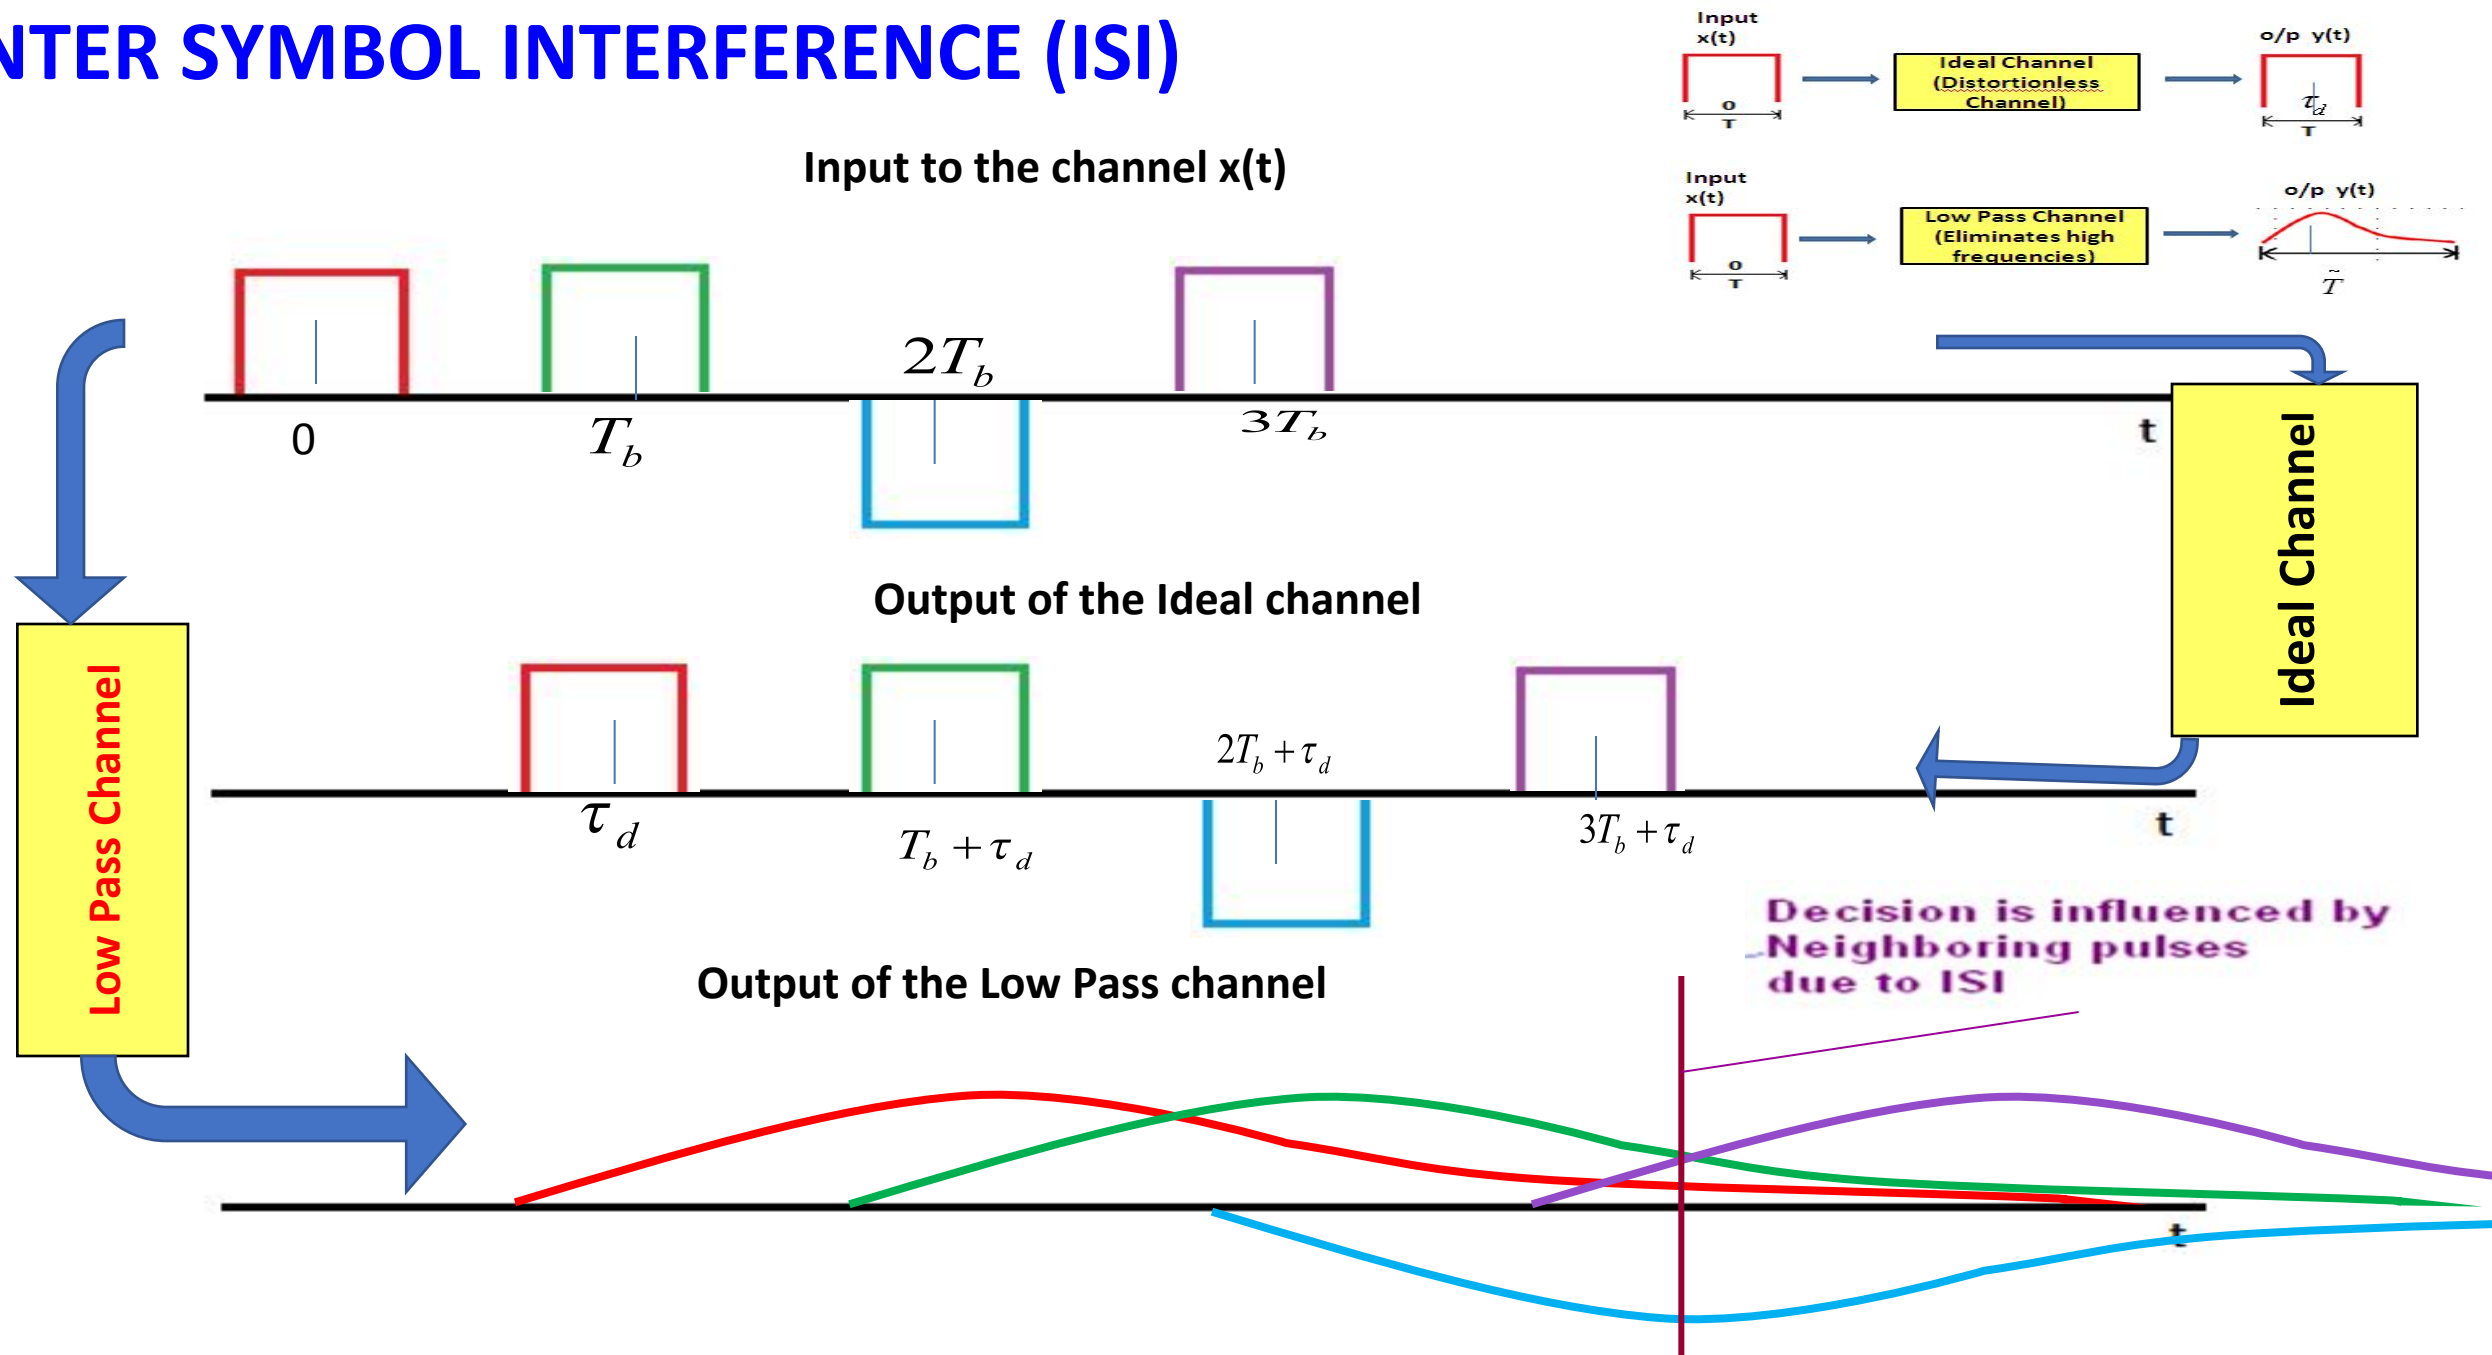 NTER SYMBOL INTERFERENCE (ISI)
Input
x(t)
0
T
Ideal Channel
(Distortionless
Channel)
o/p y(t)
τd
T
Input to the channel x(t)
Input
x(t)
0
T
Low Pass Channel
(Eliminates high
frequencies)
o/p y(t)
T̃
0
Tb
2Tb
3Tb
t
Ideal Channel
Output of the Ideal channel
Low Pass Channel
τd
Tb + τd
2Tb + τd
3Tb + τd
t
Decision is influenced by
Neighboring pulses
due to ISI
Output of the Low Pass channel
t